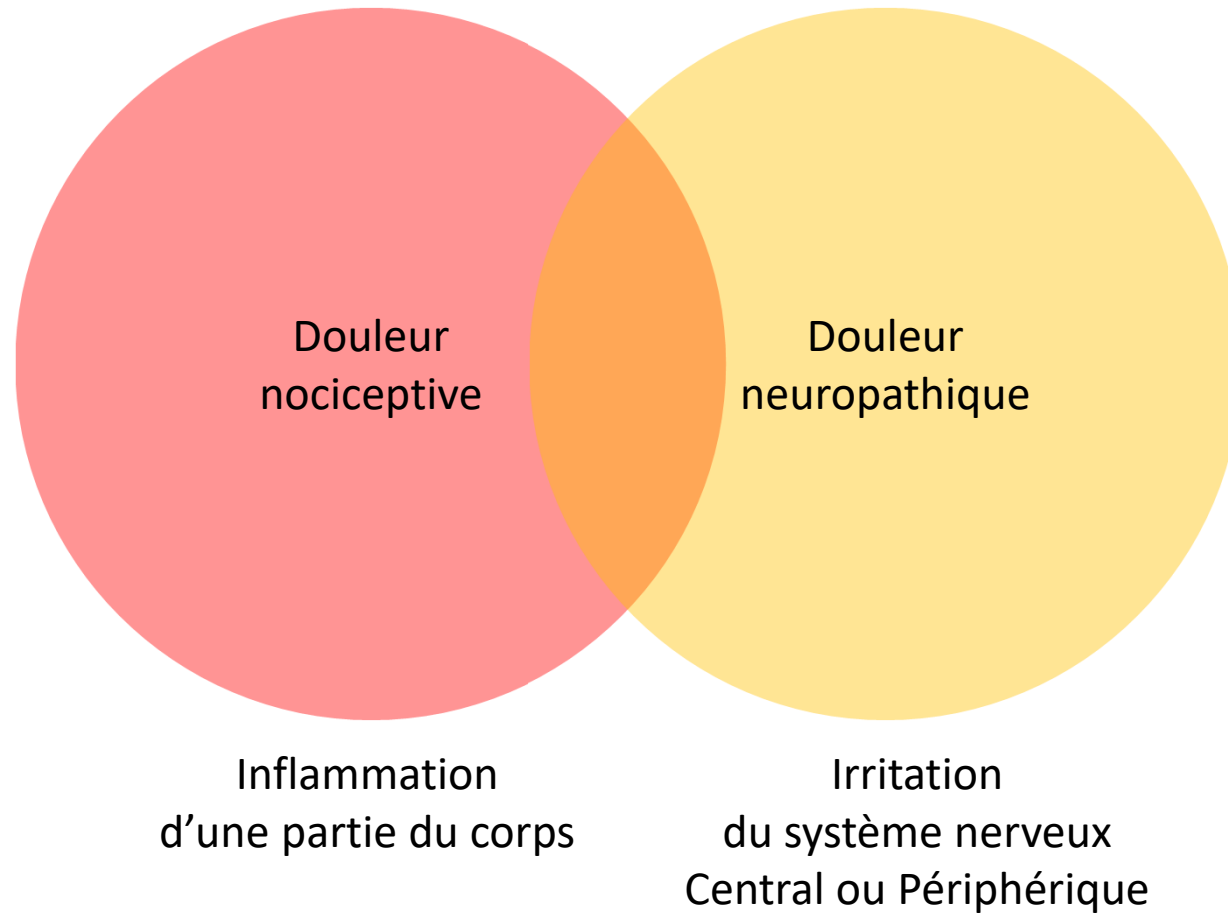 Douleur
nociceptive
Douleur
neuropathique
Inflammation
d’une partie du corps
Irritation
du système nerveux
Central ou Périphérique